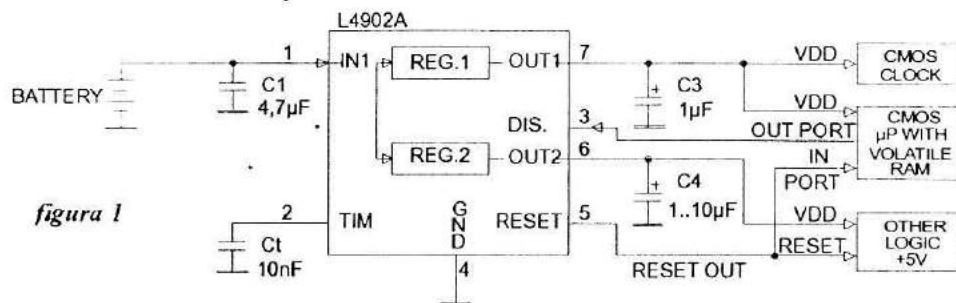 L4902A
1
IN1
REG.1
OUT1
7
VDD
CMOS
CLOCK
BATTERY
C1
4,7µF
C3
1µF
VDD
CMOS
µP WITH
VOLATILE
RAM
DIS.
3
OUT PORT
REG.2
OUT2
6
IN
PORT
figura 1
2
TIM
GND
RESET
5
C4
1..10µF
VDD
OTHER
LOGIC
+5V
RESET
Ct
10nF
4
RESET OUT